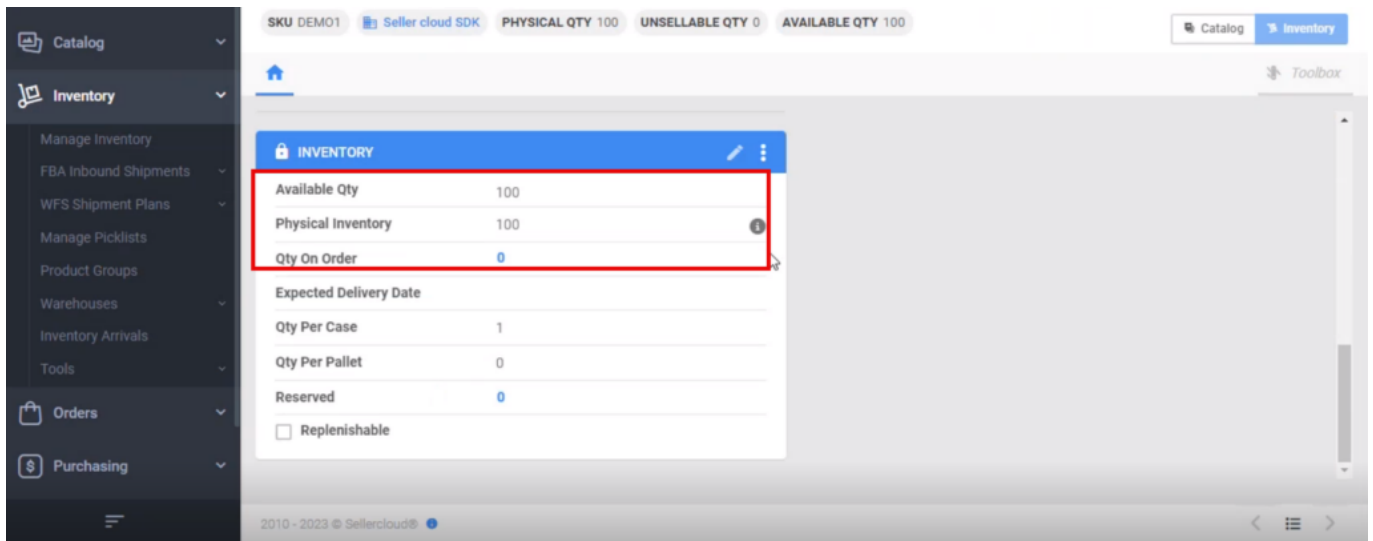 SKU DEMO1 Seller cloud SDK PHYSICAL QTY 100 UNSELLABLE QTY 0 AVAILABLE QTY 100
Catalog Inventory
Toolbox
Catalog
Inventory
Manage Inventory
FBA Inbound Shipments
WFS Shipment Plans
Manage Picklists
Product Groups
Warehouses
Inventory Arrivals
Tools
Orders
Purchasing
INVENTORY
Available Qty 100
Physical Inventory 100
Qty On Order 0
Expected Delivery Date
Qty Per Case 1
Qty Per Pallet 0
Reserved 0
Replenishable
2010 - 2023 © Sellercloud®